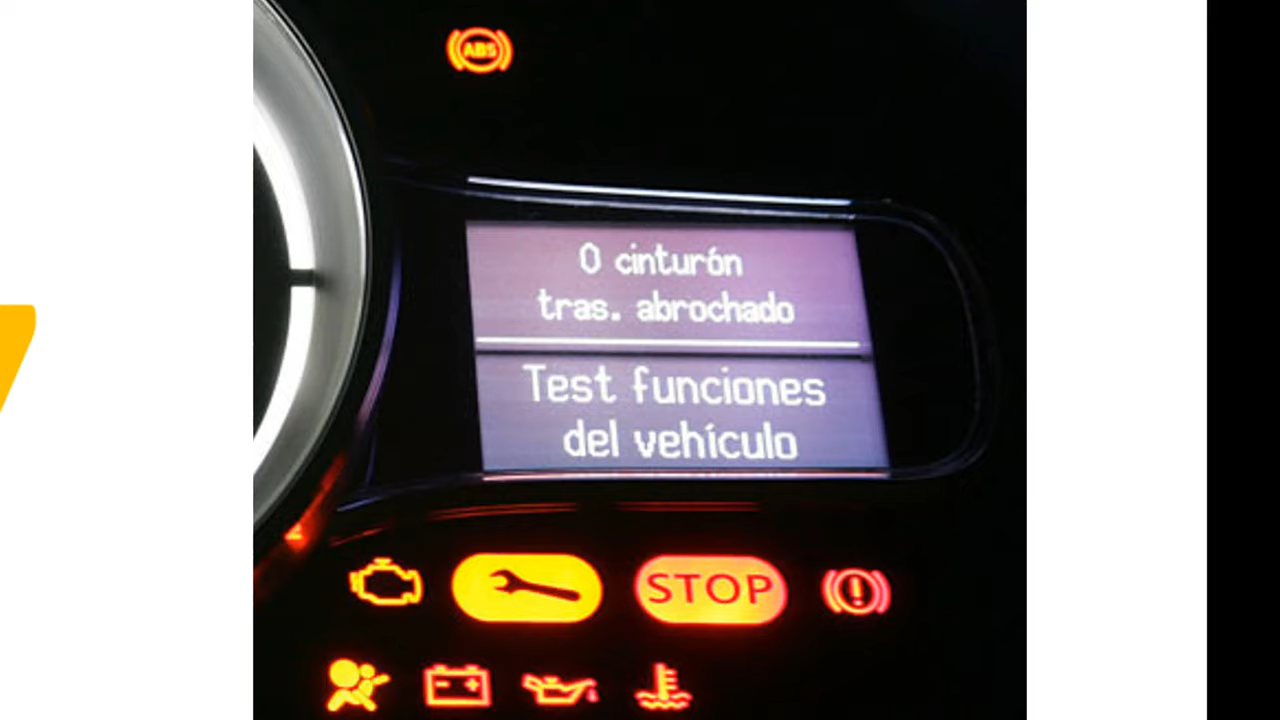 ABS
0 cinturón
tras. abrochado
Test funciones
del vehículo
STOP